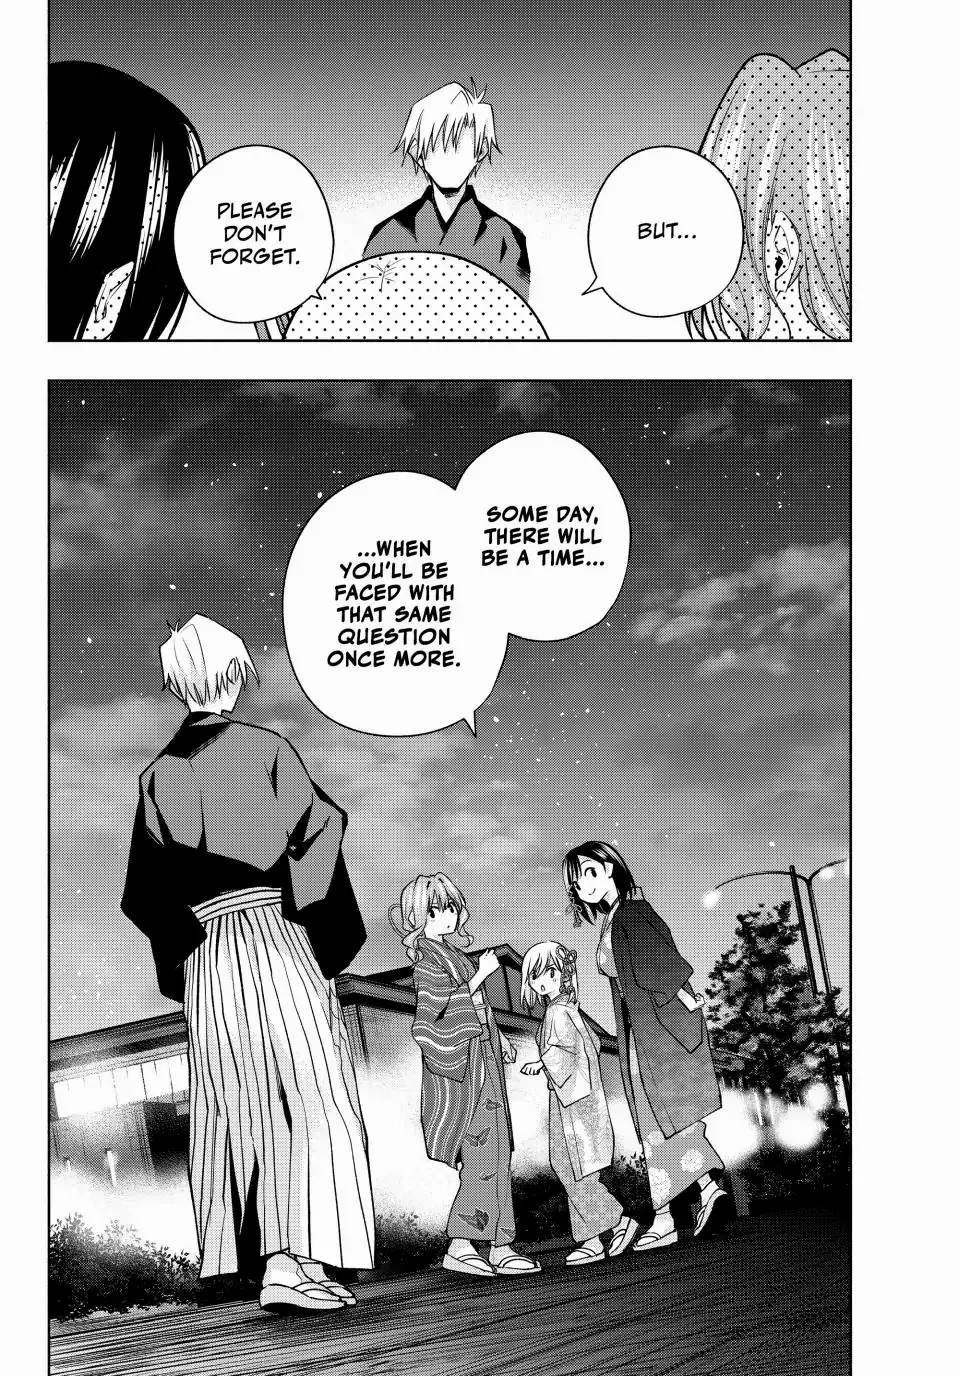 BUT...
PLEASE
DON'T
FORGET.
SOME DAY,
THERE WILL
BE A TIME...
...WHEN
YOU'LL BE
FACED WITH
THAT SAME
QUESTION
ONCE MORE.